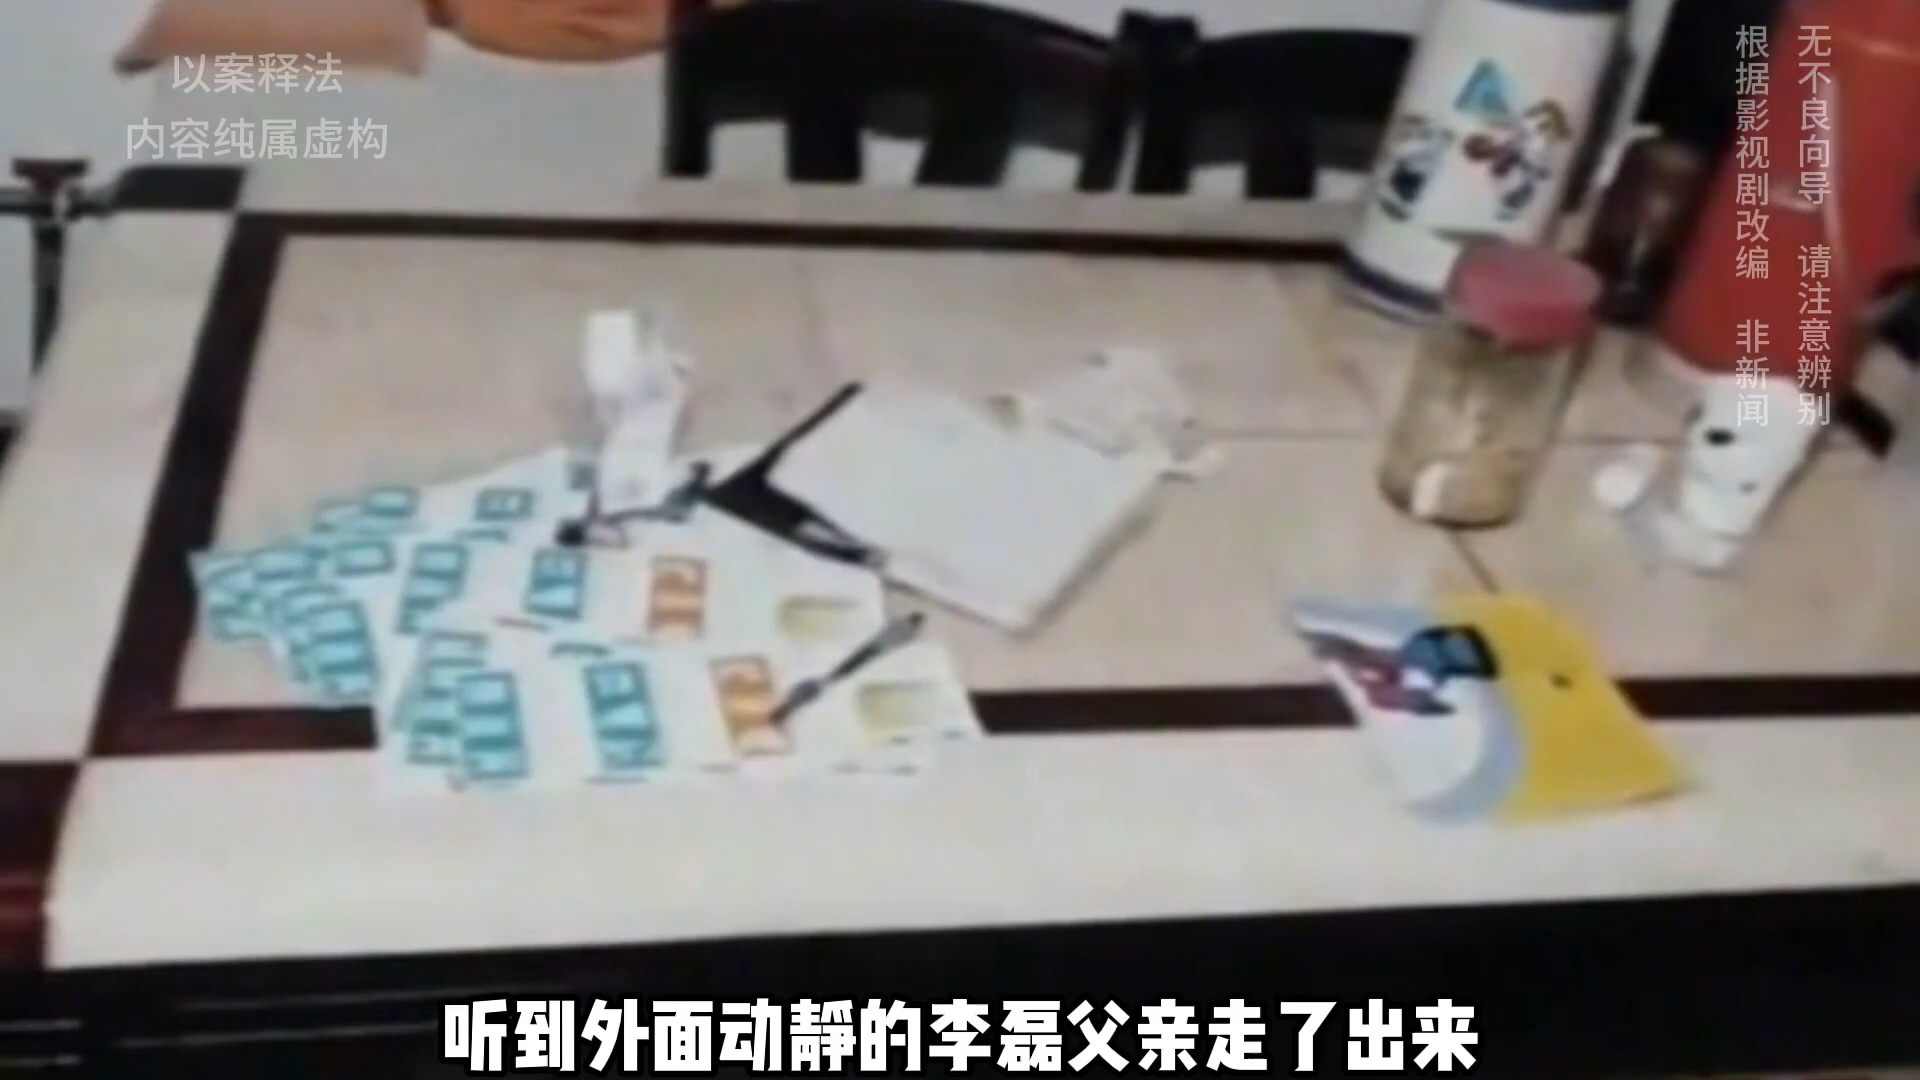 以案释法
内容纯属虚构
无不良向导 请注意辨别
根据影视剧改编 非新闻
听到外面动静的李磊父亲走了出来